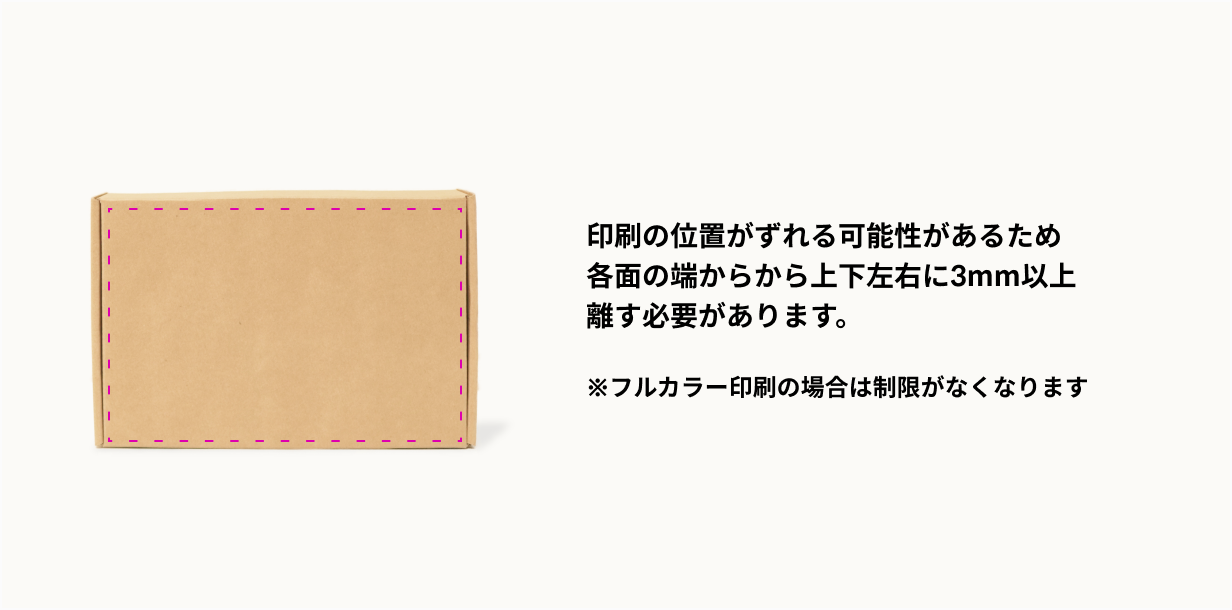 印刷の位置がずれる可能性があるため
各面の端からから上下左右に3mm以上
離す必要があります。
※フルカラー印刷の場合は制限がなくなります